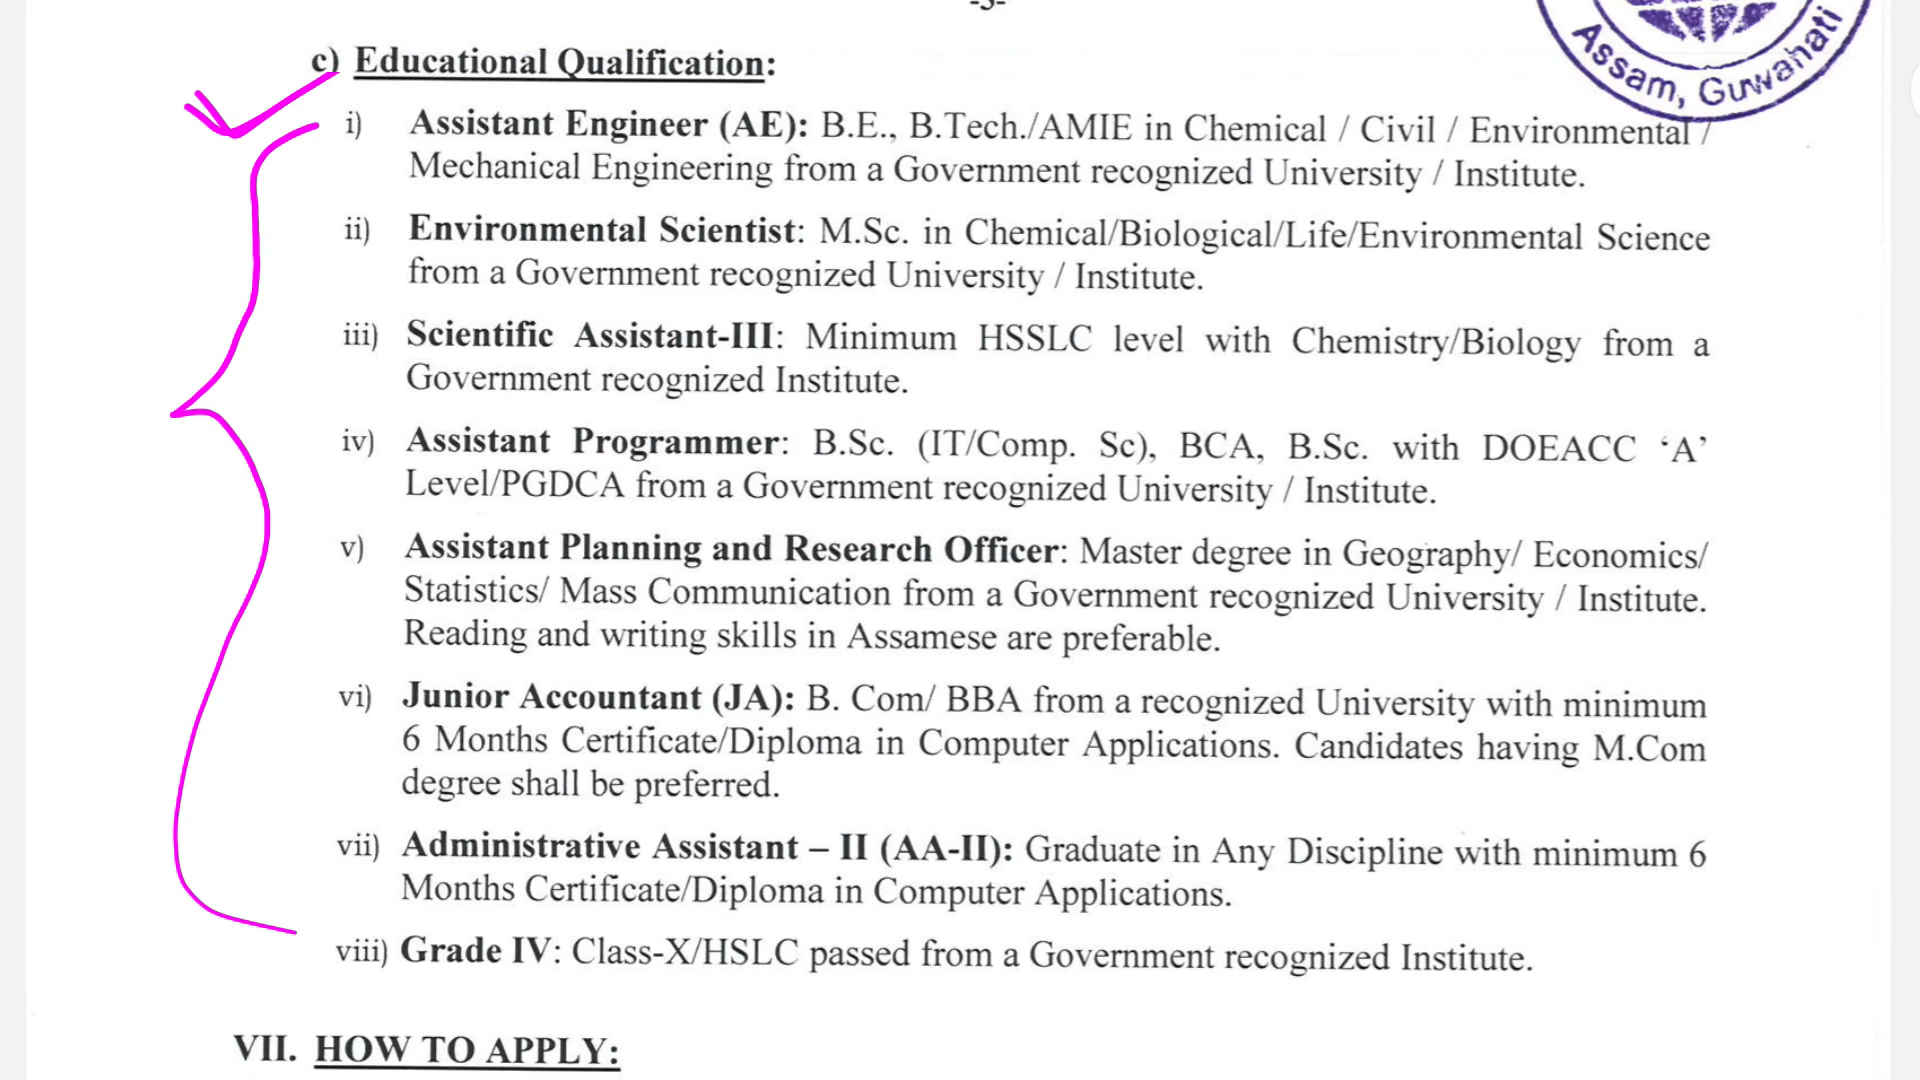 -3-
Assam, Guwahati
c) Educational Qualification:
i) Assistant Engineer (AE): B.E., B.Tech./AMIE in Chemical / Civil / Environmental /
Mechanical Engineering from a Government recognized University / Institute.
ii) Environmental Scientist: M.Sc. in Chemical/Biological/Life/Environmental Science
from a Government recognized University / Institute.
iii) Scientific Assistant-III: Minimum HSSLC level with Chemistry/Biology from a
Government recognized Institute.
iv) Assistant Programmer: B.Sc. (IT/Comp. Sc), BCA, B.Sc. with DOEACC ‘A’
Level/PGDCA from a Government recognized University / Institute.
v) Assistant Planning and Research Officer: Master degree in Geography/ Economics/
Statistics/ Mass Communication from a Government recognized University / Institute.
Reading and writing skills in Assamese are preferable.
vi) Junior Accountant (JA): B. Com/ BBA from a recognized University with minimum
6 Months Certificate/Diploma in Computer Applications. Candidates having M.Com
degree shall be preferred.
vii) Administrative Assistant – II (AA-II): Graduate in Any Discipline with minimum 6
Months Certificate/Diploma in Computer Applications.
viii) Grade IV: Class-X/HSLC passed from a Government recognized Institute.
VII. HOW TO APPLY: